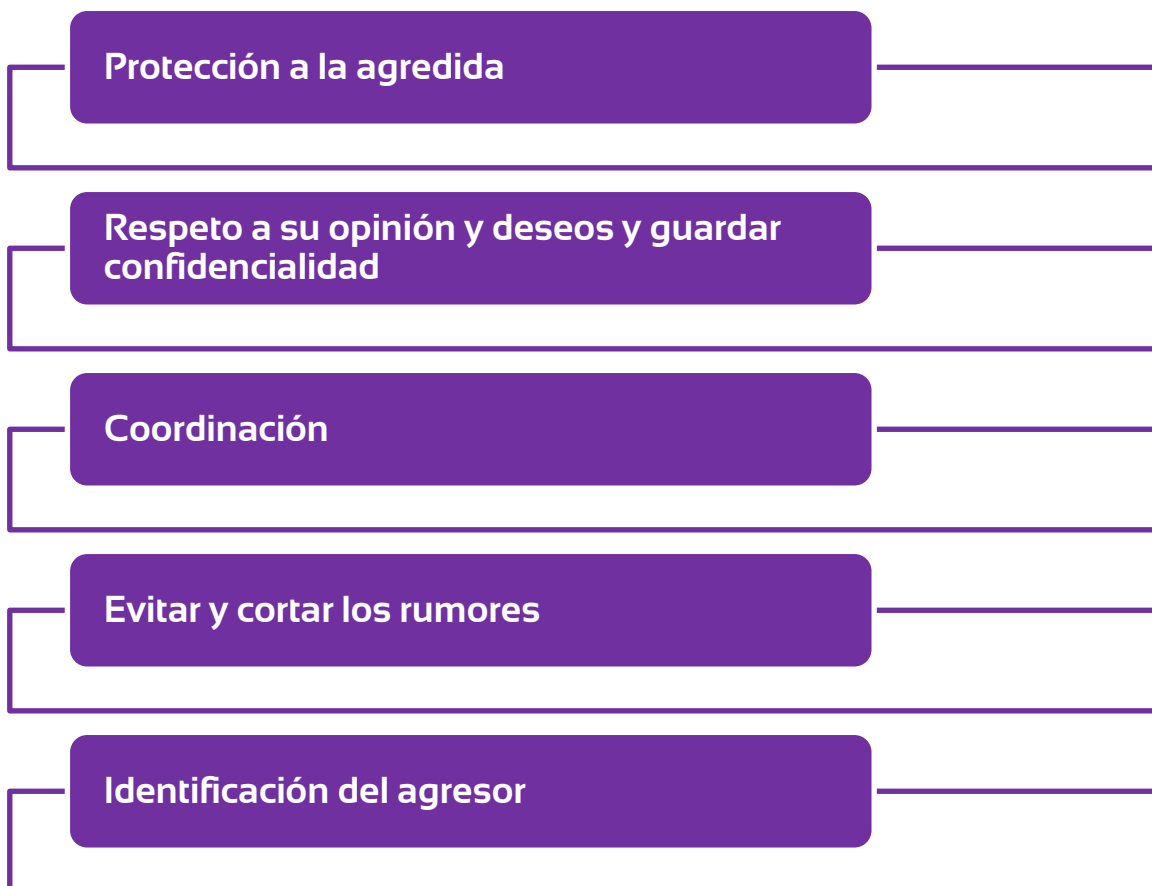 Protección a la agredida
Respeto a su opinión y deseos y guardar
confidencialidad
Coordinación
Evitar y cortar los rumores
Identificación del agresor